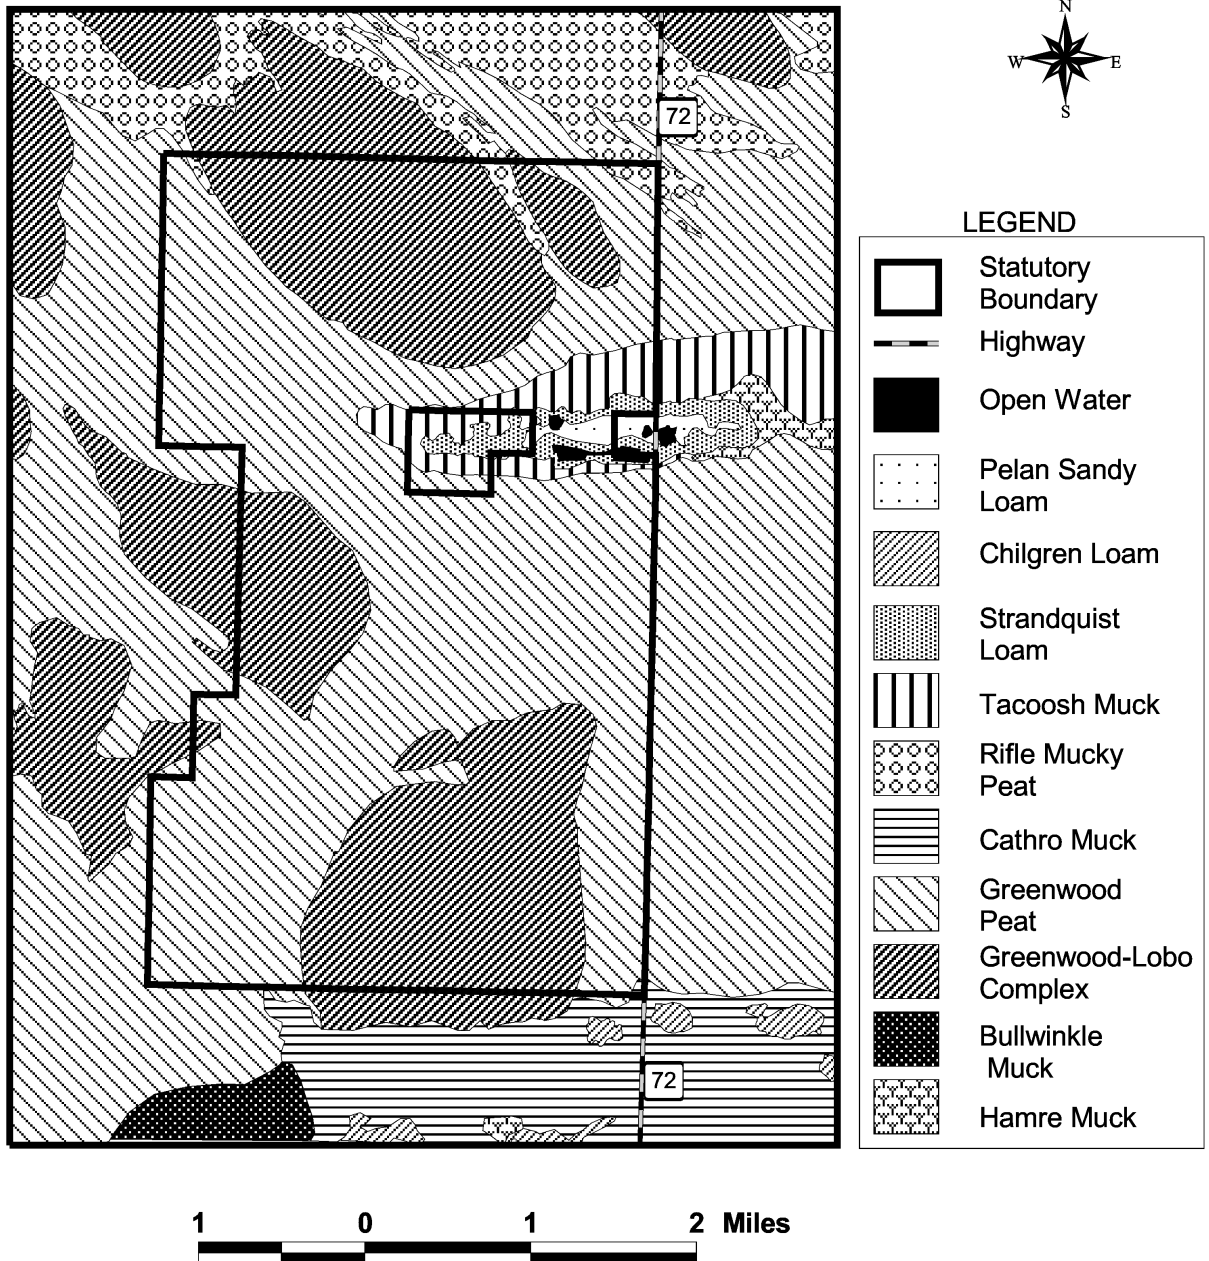 N
W
E
S
72
LEGEND
Statutory
Boundary
Highway
Open Water
Pelan Sandy
Loam
Chilgren Loam
Strandquist
Loam
Tacoosh Muck
Rifle Mucky
Peat
Cathro Muck
Greenwood
Peat
Greenwood-Lobo
Complex
Bullwinkle
Muck
Hamre Muck
72
1 0 1 2 Miles